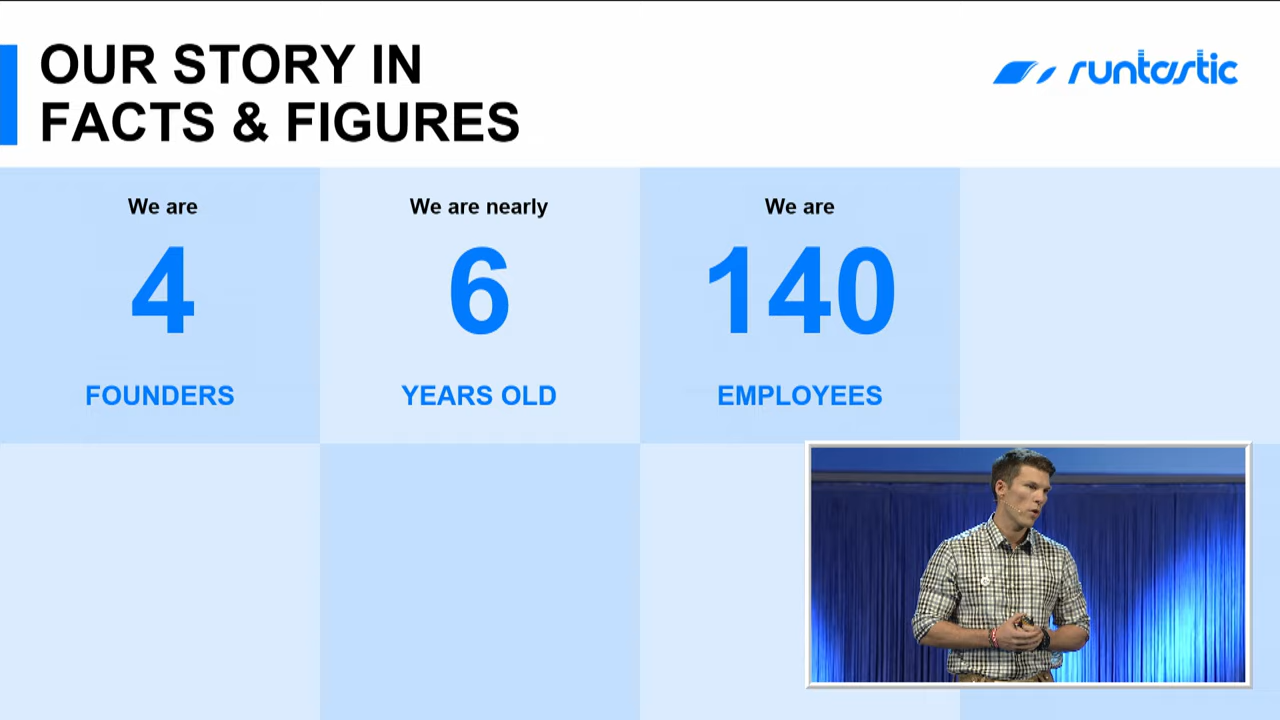 OUR STORY IN
FACTS & FIGURES
runtastic
We are
4
FOUNDERS
We are nearly
6
YEARS OLD
We are
140
EMPLOYEES